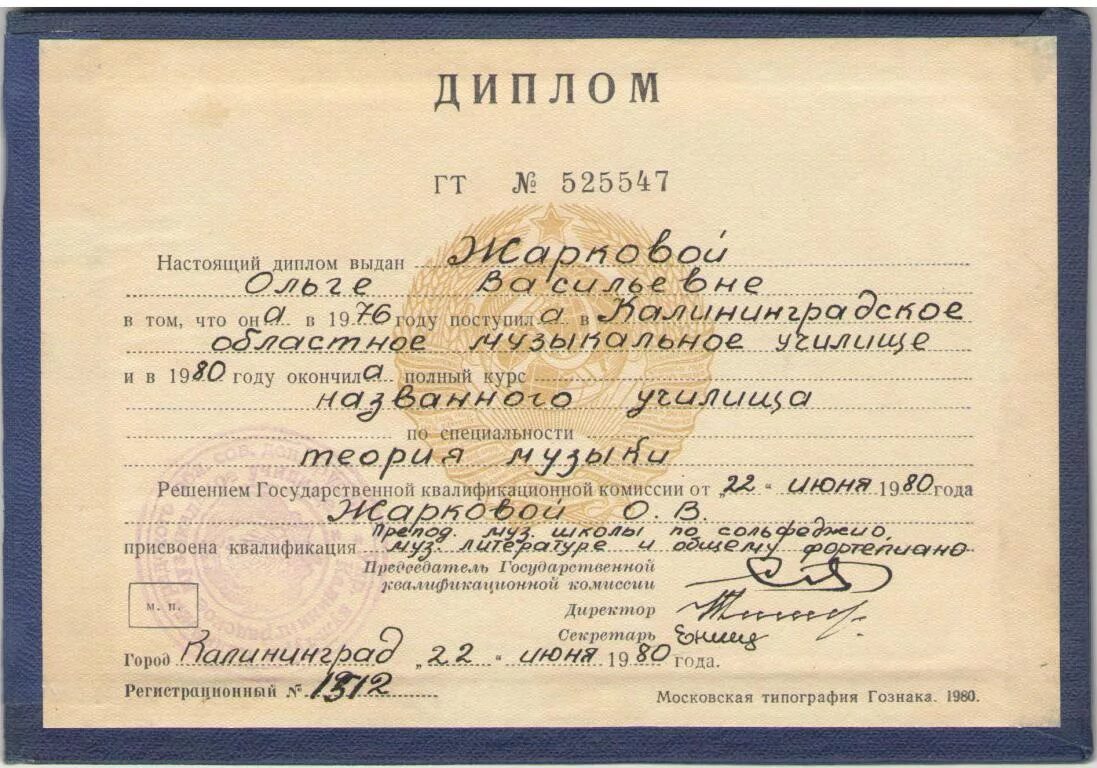 ДИПЛОМ
ГТ № 525547
Настоящий диплом выдан Жарковой
Ольге Васильевне
в том, что она в 1976 году поступила в Калининградское
областное музыкальное училище
и в 1980 году окончила полный курс
названного училища
по специальности
теория музыки
Решением Государственной квалификационной комиссии от „22“ июня 1980 года
Жарковой О. В.
присвоена квалификация Препод. муз. школы по сольфеджио,
муз. литературе и общему фортепиано
Председатель Государственной
квалификационной комиссии
Директор
Секретарь
м. п.
Город Калининград „22“ июня 1980 года.
Регистрационный № 1512
Московская типография Гознака. 1980.